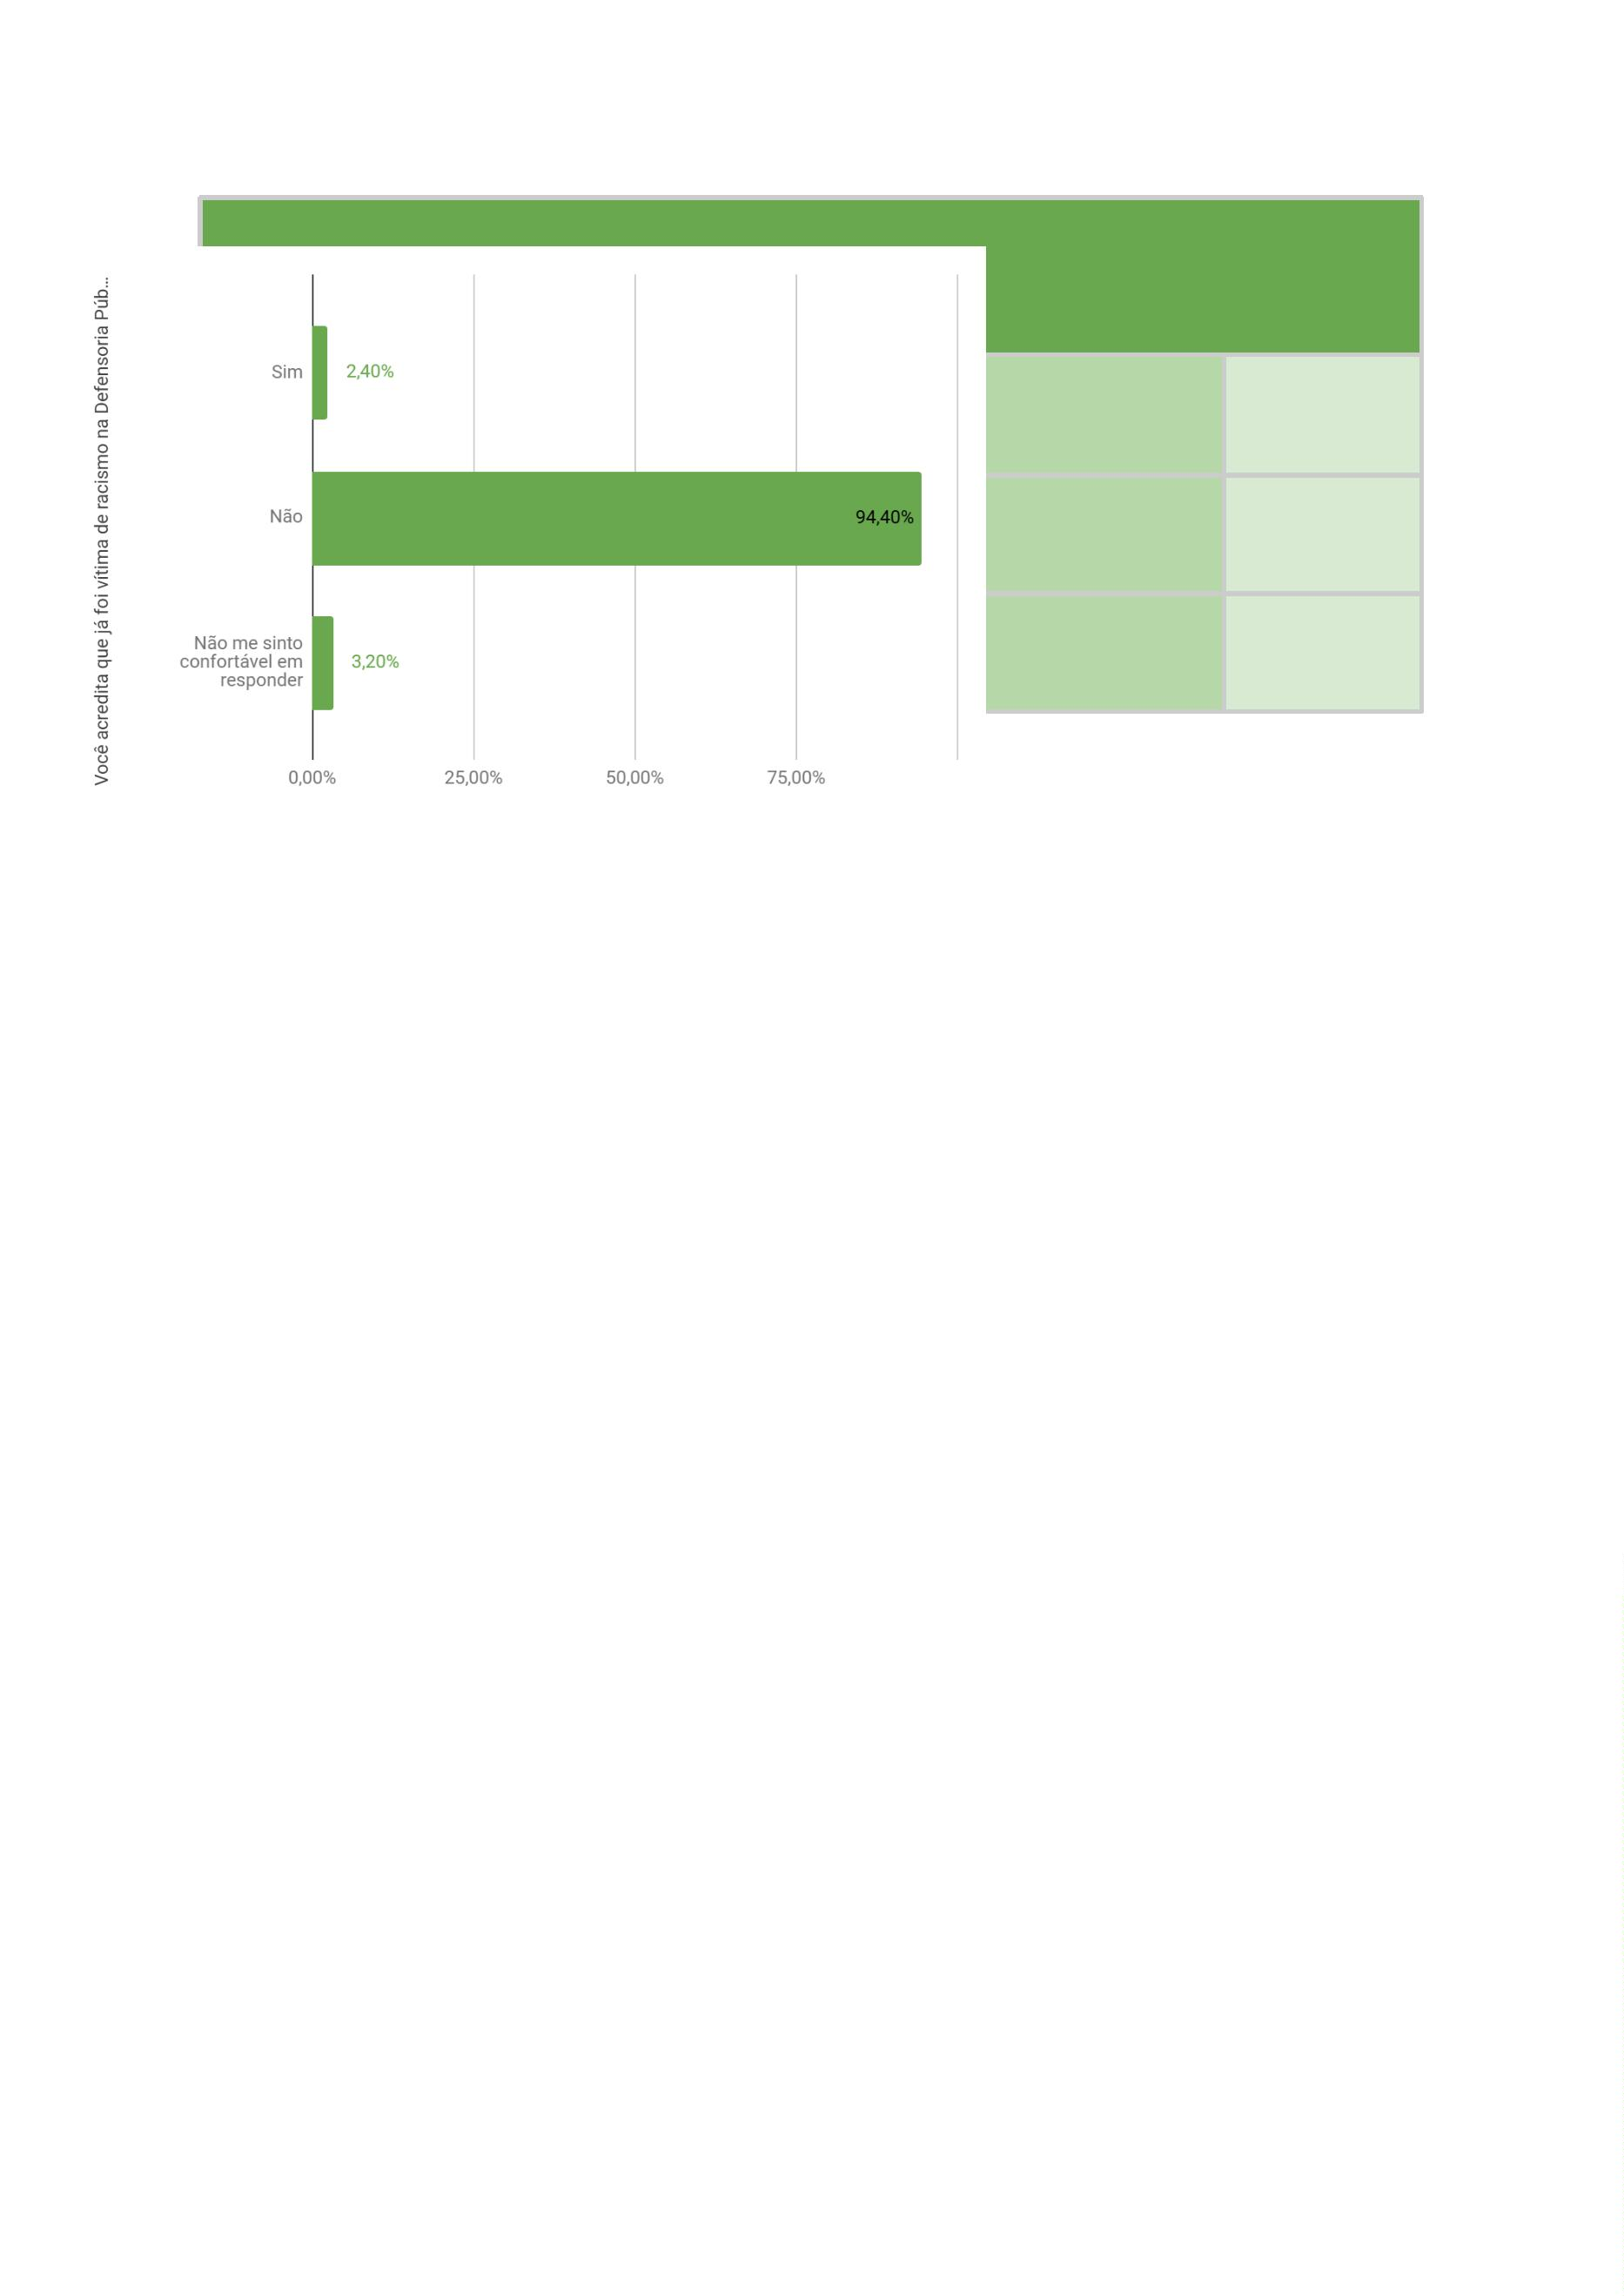 Você acredita que já foi vítima de racismo na Defensoria Púb...
Sim
2,40%
Não
94,40%
Não me sinto
confortável em
responder
3,20%
0,00%
25,00%
50,00%
75,00%